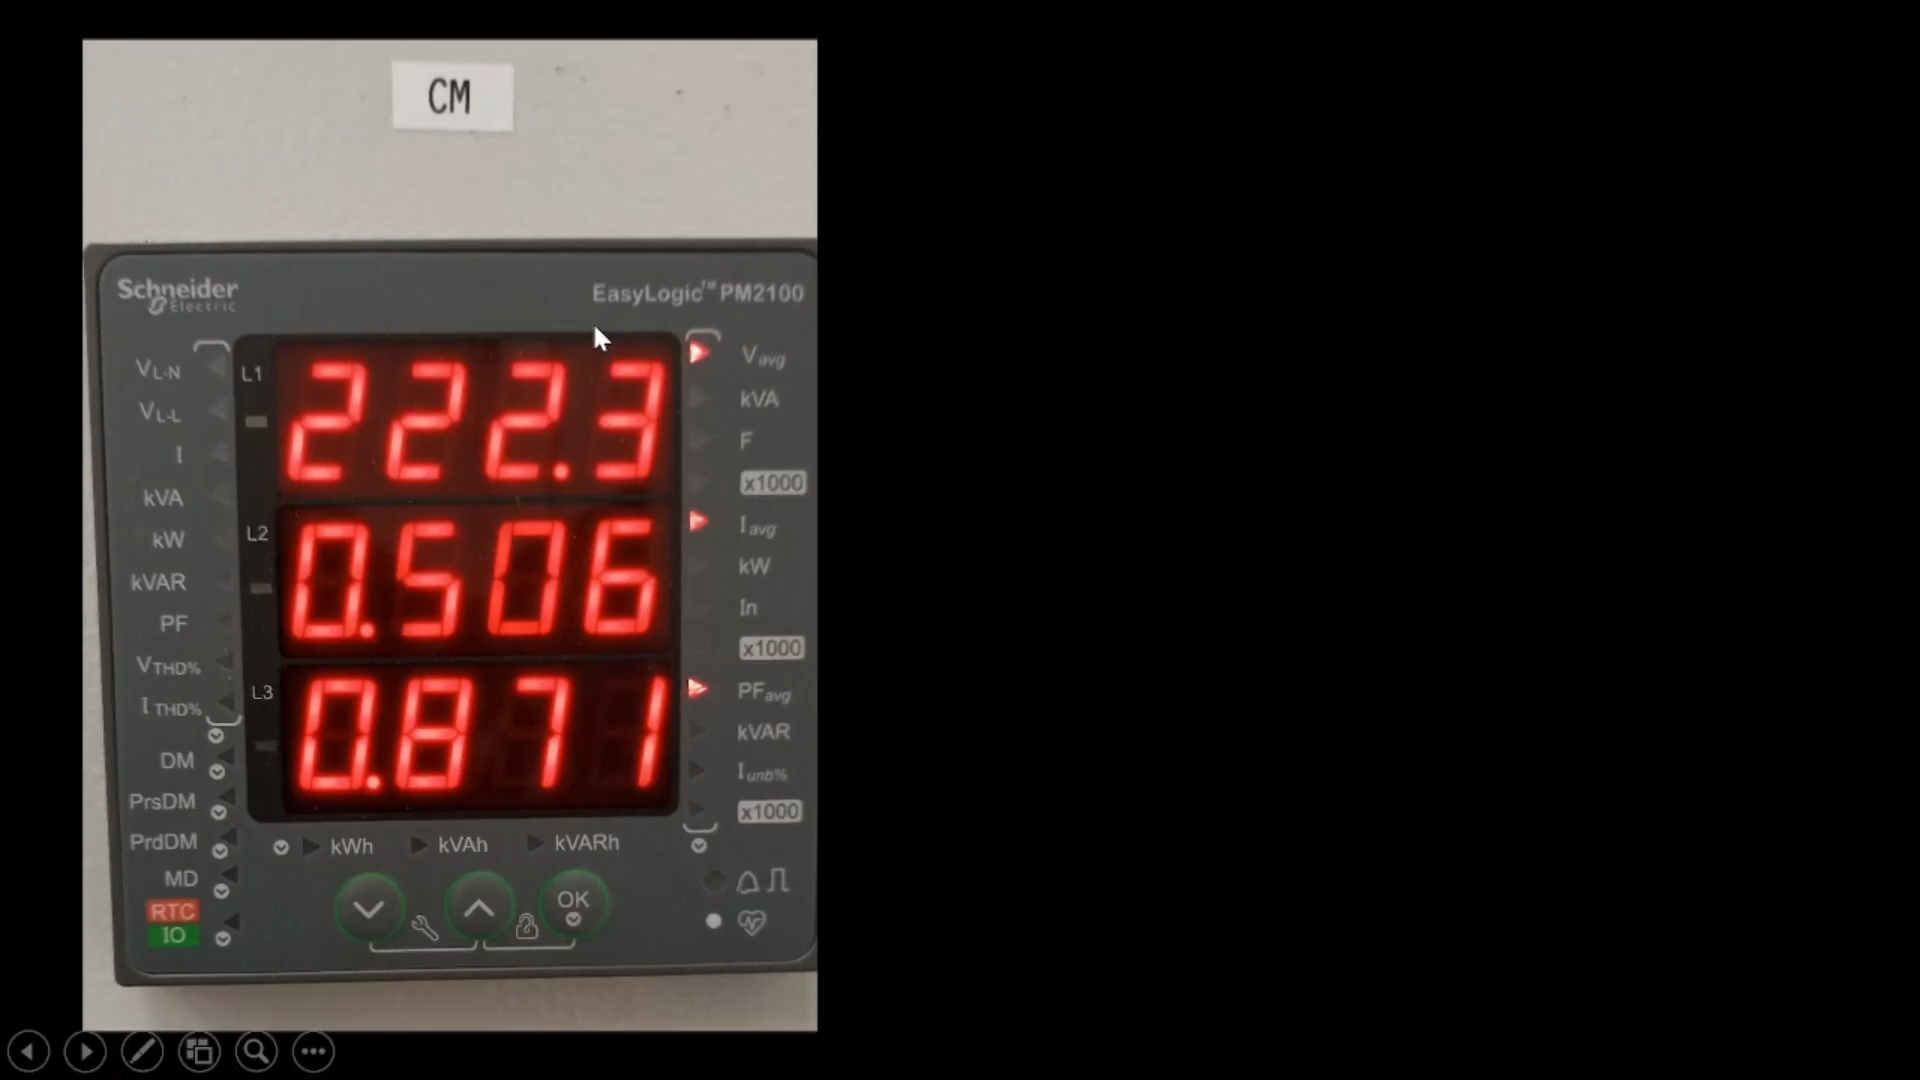 CM
Schneider
Electric
EasyLogic™ PM2100
VL-N
VL-L
I
kVA
kW
kVAR
PF
VTHD%
I THD%
DM
PrsDM
PrdDM
MD
RTC
IO
L1
222.3
L2
0.506
L3
0.871
Vavg
kVA
F
x1000
Iavg
kW
In
x1000
PFavg
kVAR
Iunb%
x1000
kWh
kVAh
kVARh
OK